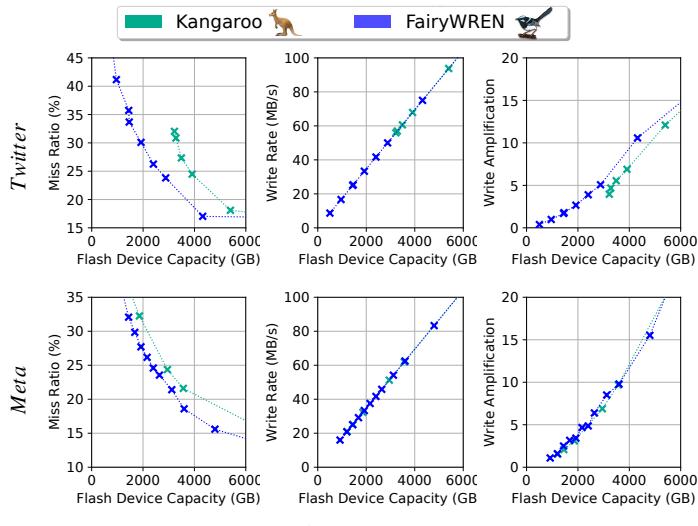 Kangaroo FairyWREN
Twitter
Miss Ratio (%)
45
40
35
30
25
20
15
0 2000 4000 6000
Flash Device Capacity (GB)
Write Rate (MB/s)
100
80
60
40
20
0
0 2000 4000 6000
Flash Device Capacity (GB
Write Amplification
20
15
10
5
0
0 2000 4000 6000
Flash Device Capacity (GB)
Meta
Miss Ratio (%)
35
30
25
20
15
10
0 2000 4000 6000
Flash Device Capacity (GB)
Write Rate (MB/s)
100
80
60
40
20
0
0 2000 4000 6000
Flash Device Capacity (GB
Write Amplification
20
15
10
5
0
0 2000 4000 6000
Flash Device Capacity (GB)